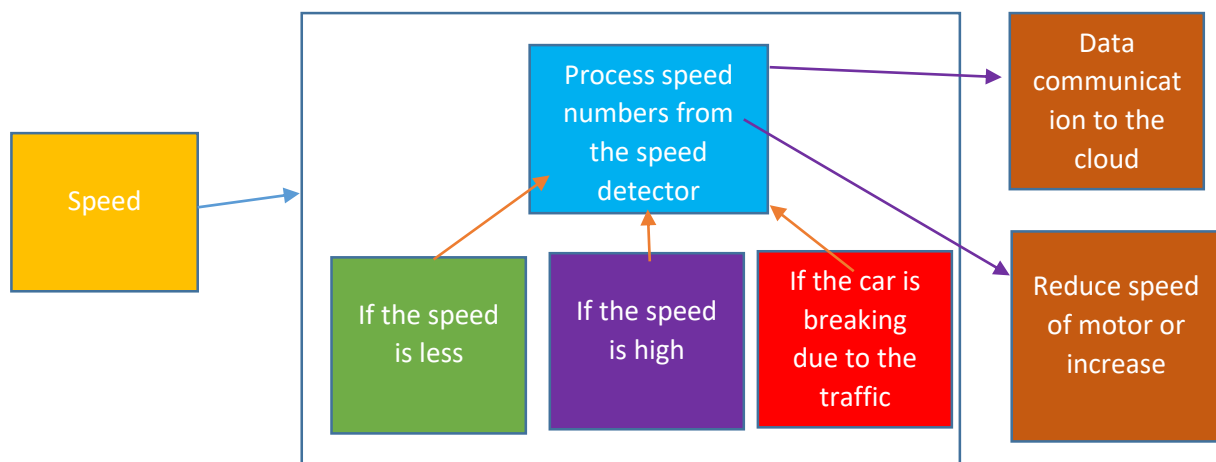 Speed
Process speed
numbers from
the speed
detector
If the speed
is less
If the speed
is high
If the car is
breaking
due to the
traffic
Data
communicat
ion to the
cloud
Reduce speed
of motor or
increase